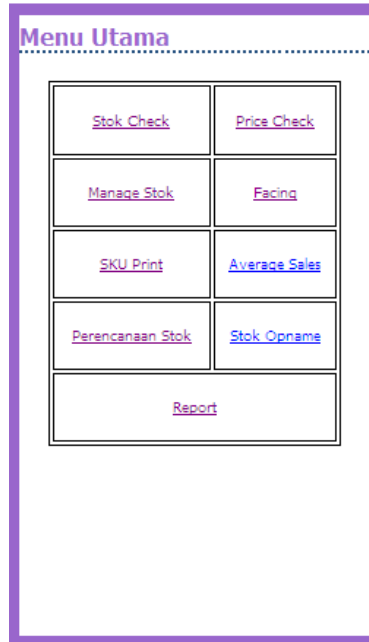 Menu Utama
Stok Check Price Check
Manage Stok Facing
SKU Print Average Sales
Perencanaan Stok Stok Opname
Report